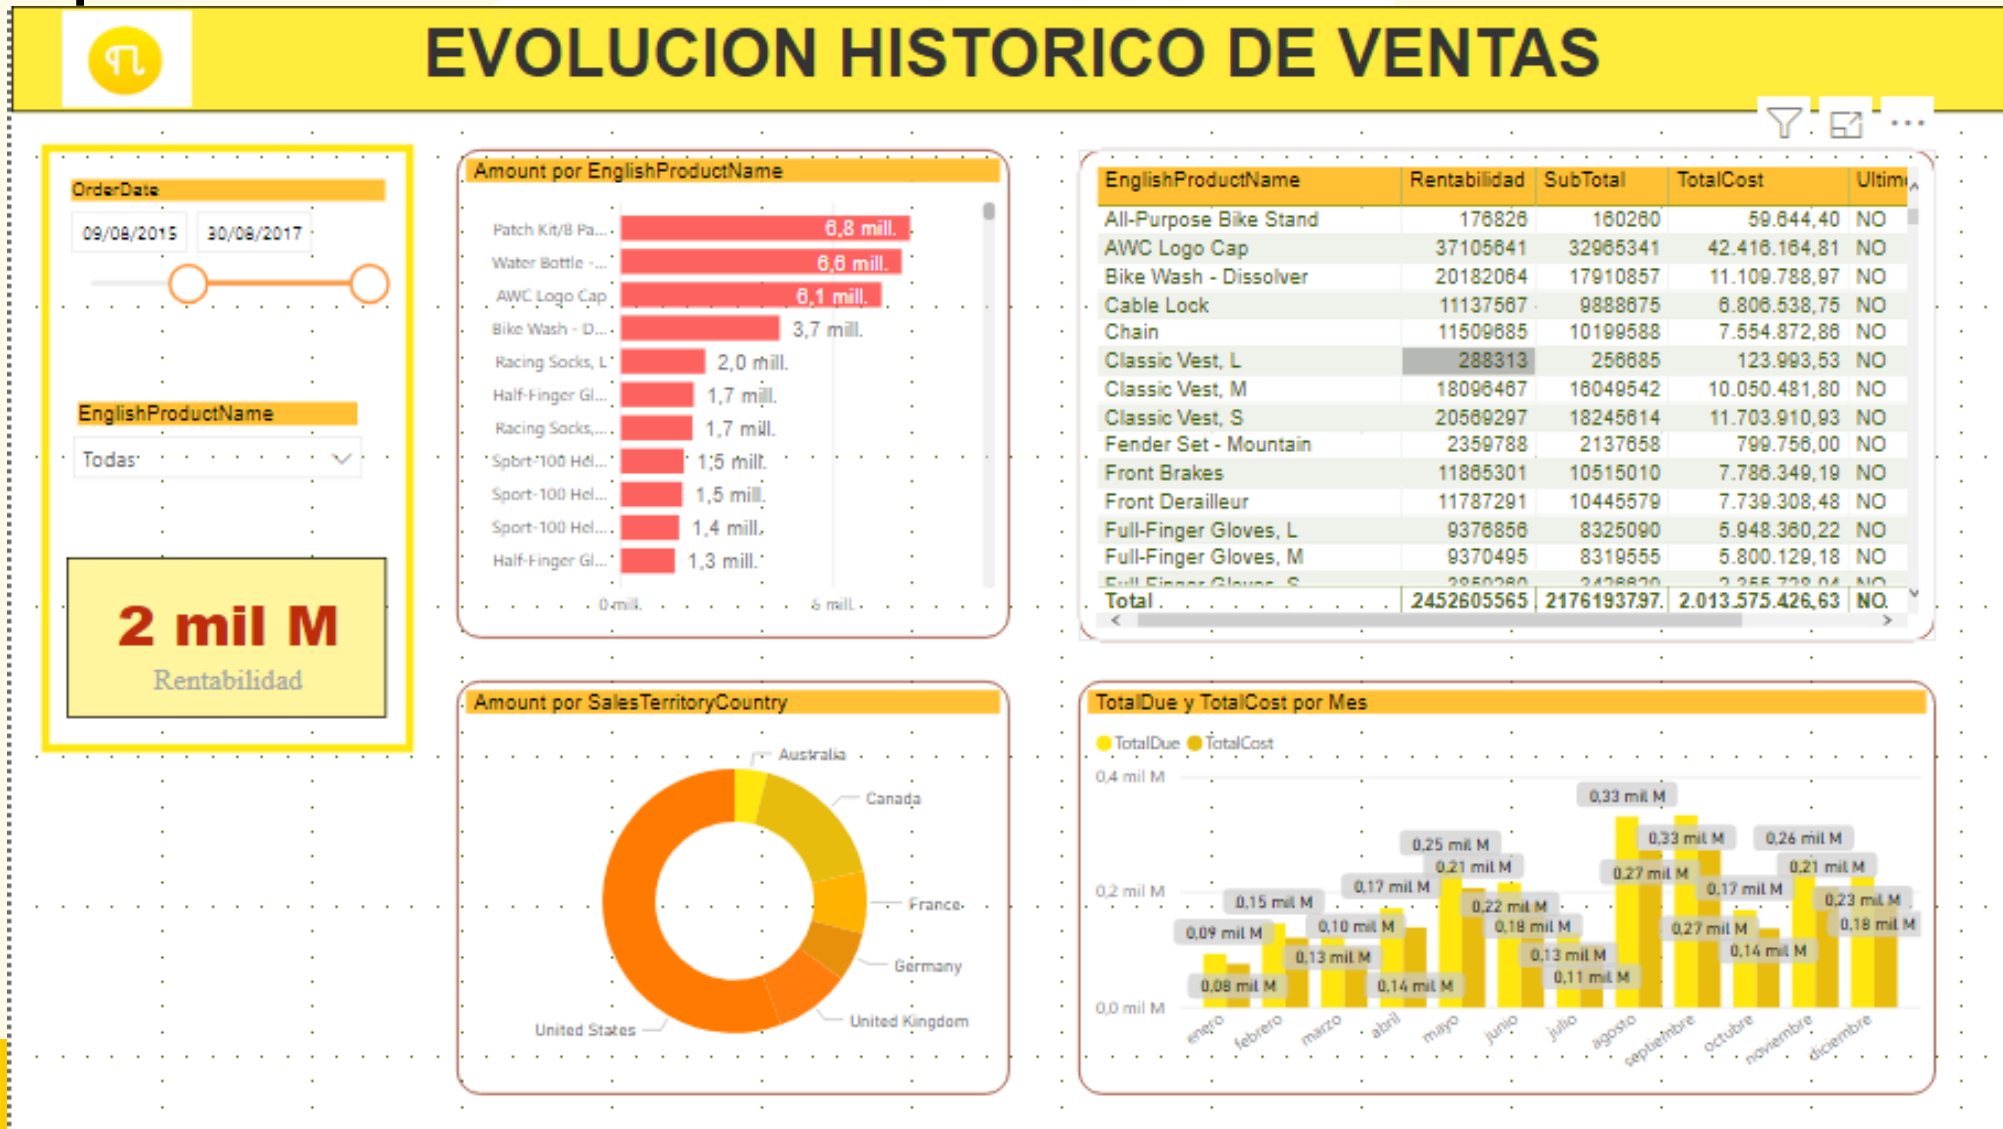 EVOLUCION HISTORICO DE VENTAS
OrderDate
09/08/2015 30/08/2017
EnglishProductName
Todas
2 mil M
Rentabilidad
Amount por EnglishProductName
Patch Kit/8 Pa... 6,8 mill.
Water Bottle -... 6,6 mill.
AWC Logo Cap 6,1 mill.
Bike Wash - D... 3,7 mill.
Racing Socks, L 2,0 mill.
Half-Finger Gl... 1,7 mill.
Racing Socks,... 1,7 mill.
Sport-100 Hel... 1,5 mill.
Sport-100 Hel... 1,5 mill.
Sport-100 Hel... 1,4 mill.
Half-Finger Gl... 1,3 mill.
0 mill. 5 mill.
EnglishProductName Rentabilidad SubTotal TotalCost Ultimo
All-Purpose Bike Stand 176826 160260 59.644,40 NO
AWC Logo Cap 37105641 32965341 42.416.164,81 NO
Bike Wash - Dissolver 20182064 17910857 11.109.788,97 NO
Cable Lock 11137567 9888675 6.806.538,75 NO
Chain 11509685 10199588 7.554.872,86 NO
Classic Vest, L 288313 256685 123.993,53 NO
Classic Vest, M 18096467 16049542 10.050.481,80 NO
Classic Vest, S 20569297 18245614 11.703.910,93 NO
Fender Set - Mountain 2359788 2137658 799.756,00 NO
Front Brakes 11865301 10515010 7.786.349,19 NO
Front Derailleur 11787291 10445579 7.739.308,48 NO
Full-Finger Gloves, L 9376856 8325090 5.948.360,22 NO
Full-Finger Gloves, M 9370495 8319555 5.800.129,18 NO
Full-Finger Gloves, S NO
Total 2452605565 2176193797 2.013.575.426,63 NO
Amount por SalesTerritoryCountry
Australia
Canada
France
Germany
United Kingdom
United States
TotalDue y TotalCost por Mes
TotalDue TotalCost
0,4 mil M
0,33 mil M
0,25 mil M 0,33 mil M 0,26 mil M
0,21 mil M 0,27 mil M 0,21 mil M
0,2 mil M 0,17 mil M 0,17 mil M
0,15 mil M 0,22 mil M 0,23 mil M
0,09 mil M 0,10 mil M 0,18 mil M 0,27 mil M 0,18 mil M
0,13 mil M 0,13 mil M 0,14 mil M
0,08 mil M 0,14 mil M 0,11 mil M
0,0 mil M
enero febrero marzo abril mayo junio julio agosto septiembre octubre noviembre diciembre